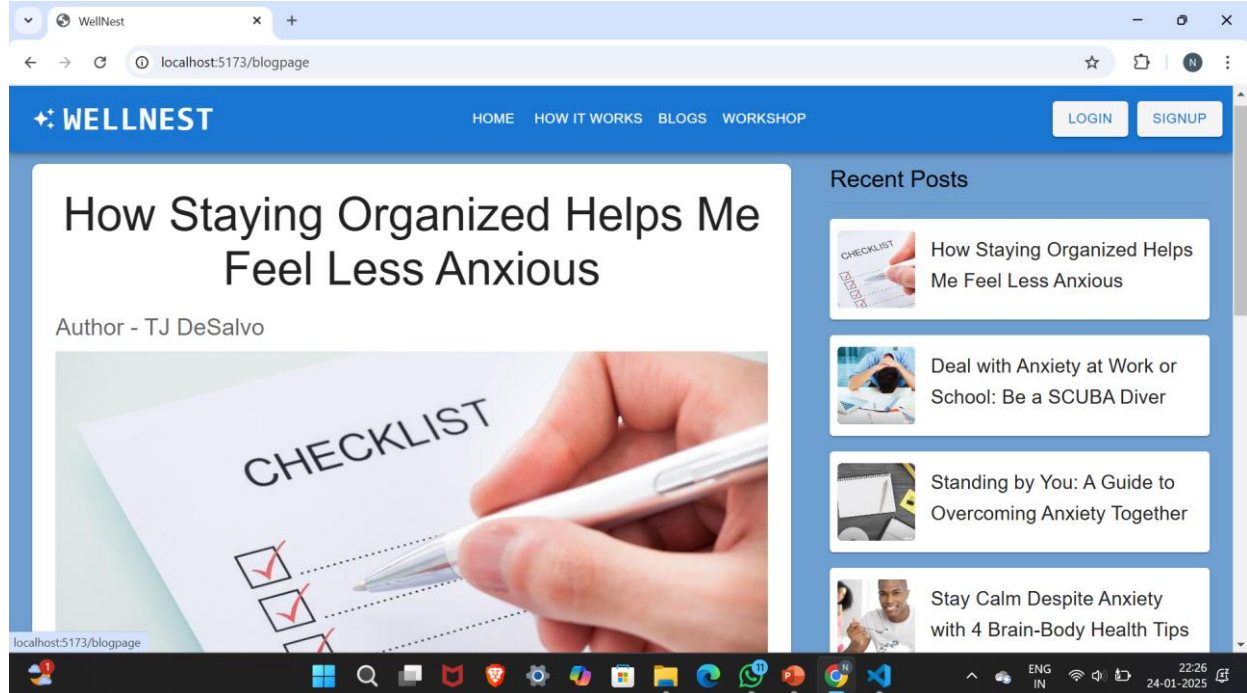 WellNest
localhost:5173/blogpage
N
WELLNEST
HOME HOW IT WORKS BLOGS WORKSHOP
LOGIN SIGNUP
How Staying Organized Helps Me
Feel Less Anxious
Author - TJ DeSalvo
CHECKLIST
Recent Posts
CHECKLIST
How Staying Organized Helps
Me Feel Less Anxious
Deal with Anxiety at Work or
School: Be a SCUBA Diver
Standing by You: A Guide to
Overcoming Anxiety Together
Stay Calm Despite Anxiety
with 4 Brain-Body Health Tips
localhost:5173/blogpage
1
11
N
ENG
IN
22:26
24-01-2025